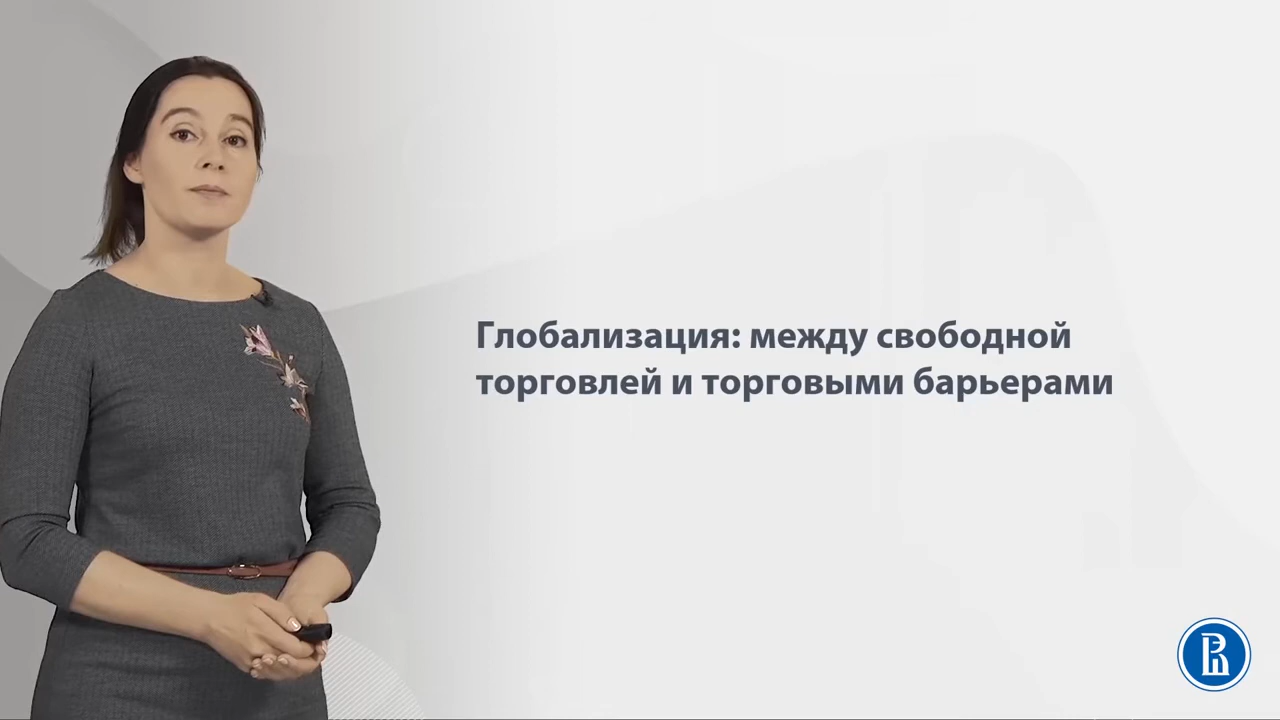 Глобализация: между свободной
торговлей и торговыми барьерами